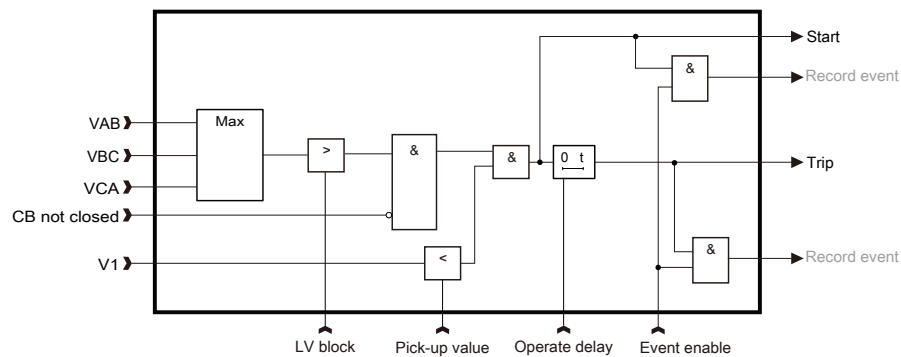 Start
&
Record event
VAB
Max
VBC
>
&
&
0 t
Trip
VCA
CB not closed
V1
<
&
Record event
LV block
Pick-up value
Operate delay
Event enable